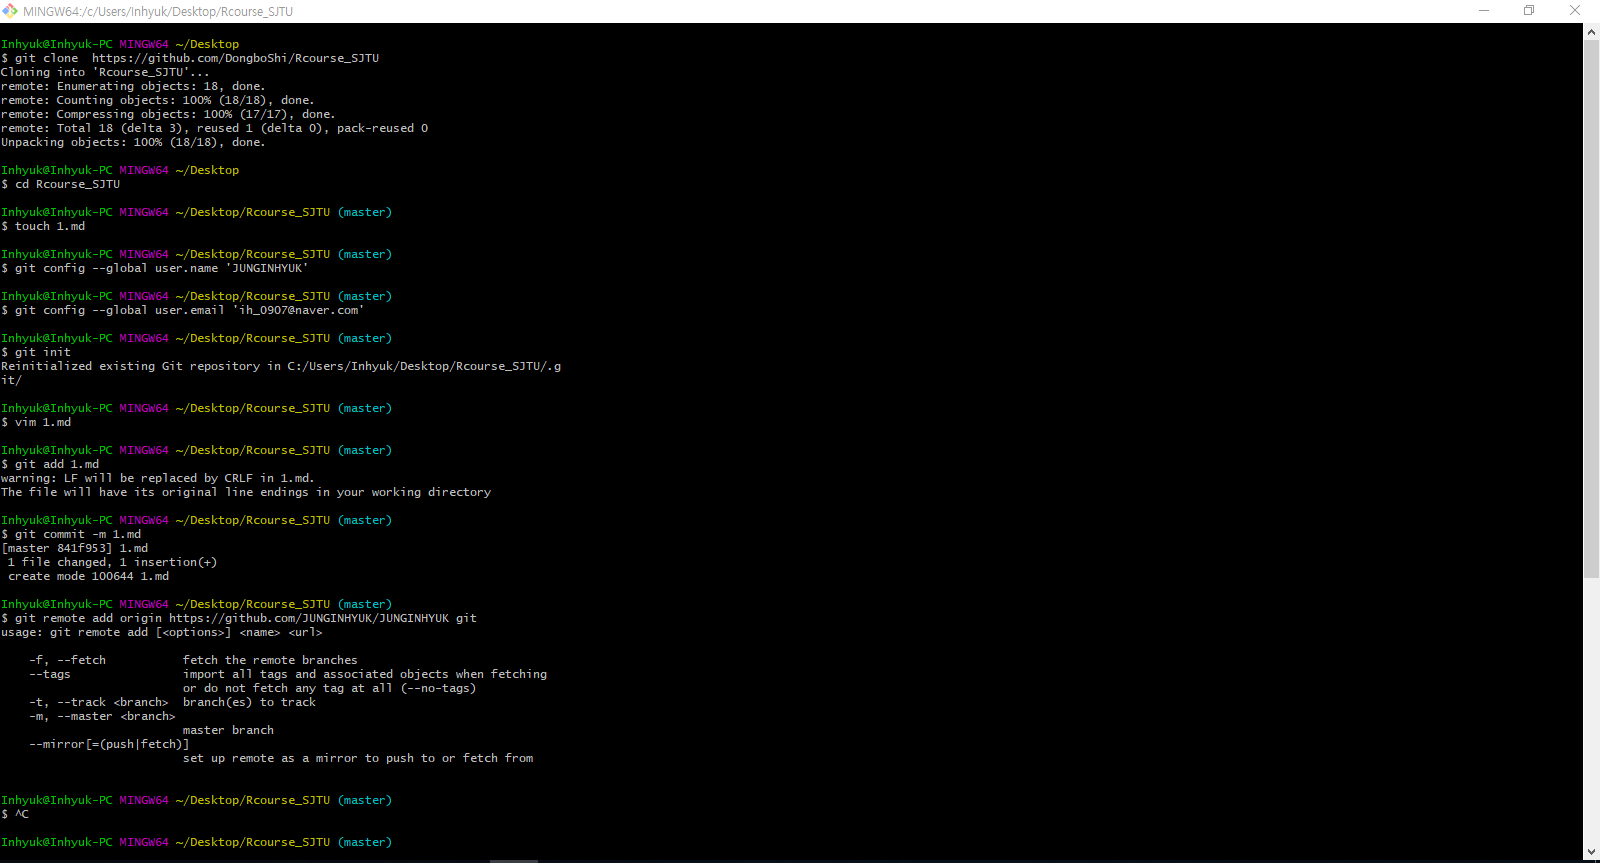 MINGW64:/c/Users/Inhyuk/Desktop/Rcourse_SJTU
Inhyuk@Inhyuk-PC MINGW64 ~/Desktop
$ git clone  https://github.com/DongboShi/Rcourse_SJTU
Cloning into 'Rcourse_SJTU'...
remote: Enumerating objects: 18, done.
remote: Counting objects: 100% (18/18), done.
remote: Compressing objects: 100% (17/17), done.
remote: Total 18 (delta 3), reused 1 (delta 0), pack-reused 0
Unpacking objects: 100% (18/18), done.
Inhyuk@Inhyuk-PC MINGW64 ~/Desktop
$ cd Rcourse_SJTU
Inhyuk@Inhyuk-PC MINGW64 ~/Desktop/Rcourse_SJTU (master)
$ touch 1.md
Inhyuk@Inhyuk-PC MINGW64 ~/Desktop/Rcourse_SJTU (master)
$ git config --global user.name 'JUNGINHYUK'
Inhyuk@Inhyuk-PC MINGW64 ~/Desktop/Rcourse_SJTU (master)
$ git config --global user.email 'ih_0907@naver.com'
Inhyuk@Inhyuk-PC MINGW64 ~/Desktop/Rcourse_SJTU (master)
$ git init
Reinitialized existing Git repository in C:/Users/Inhyuk/Desktop/Rcourse_SJTU/.g
it/
Inhyuk@Inhyuk-PC MINGW64 ~/Desktop/Rcourse_SJTU (master)
$ vim 1.md
Inhyuk@Inhyuk-PC MINGW64 ~/Desktop/Rcourse_SJTU (master)
$ git add 1.md
warning: LF will be replaced by CRLF in 1.md.
The file will have its original line endings in your working directory
Inhyuk@Inhyuk-PC MINGW64 ~/Desktop/Rcourse_SJTU (master)
$ git commit -m 1.md
[master 841f953] 1.md
 1 file changed, 1 insertion(+)
 create mode 100644 1.md
Inhyuk@Inhyuk-PC MINGW64 ~/Desktop/Rcourse_SJTU (master)
$ git remote add origin https://github.com/JUNGINHYUK/JUNGINHYUK git
usage: git remote add [<options>] <name> <url>
    -f, --fetch           fetch the remote branches
    --tags                import all tags and associated objects when fetching
                          or do not fetch any tag at all (--no-tags)
    -t, --track <branch>  branch(es) to track
    -m, --master <branch>
                          master branch
    --mirror[=(push|fetch)]
                          set up remote as a mirror to push to or fetch from
Inhyuk@Inhyuk-PC MINGW64 ~/Desktop/Rcourse_SJTU (master)
$ ^C
Inhyuk@Inhyuk-PC MINGW64 ~/Desktop/Rcourse_SJTU (master)